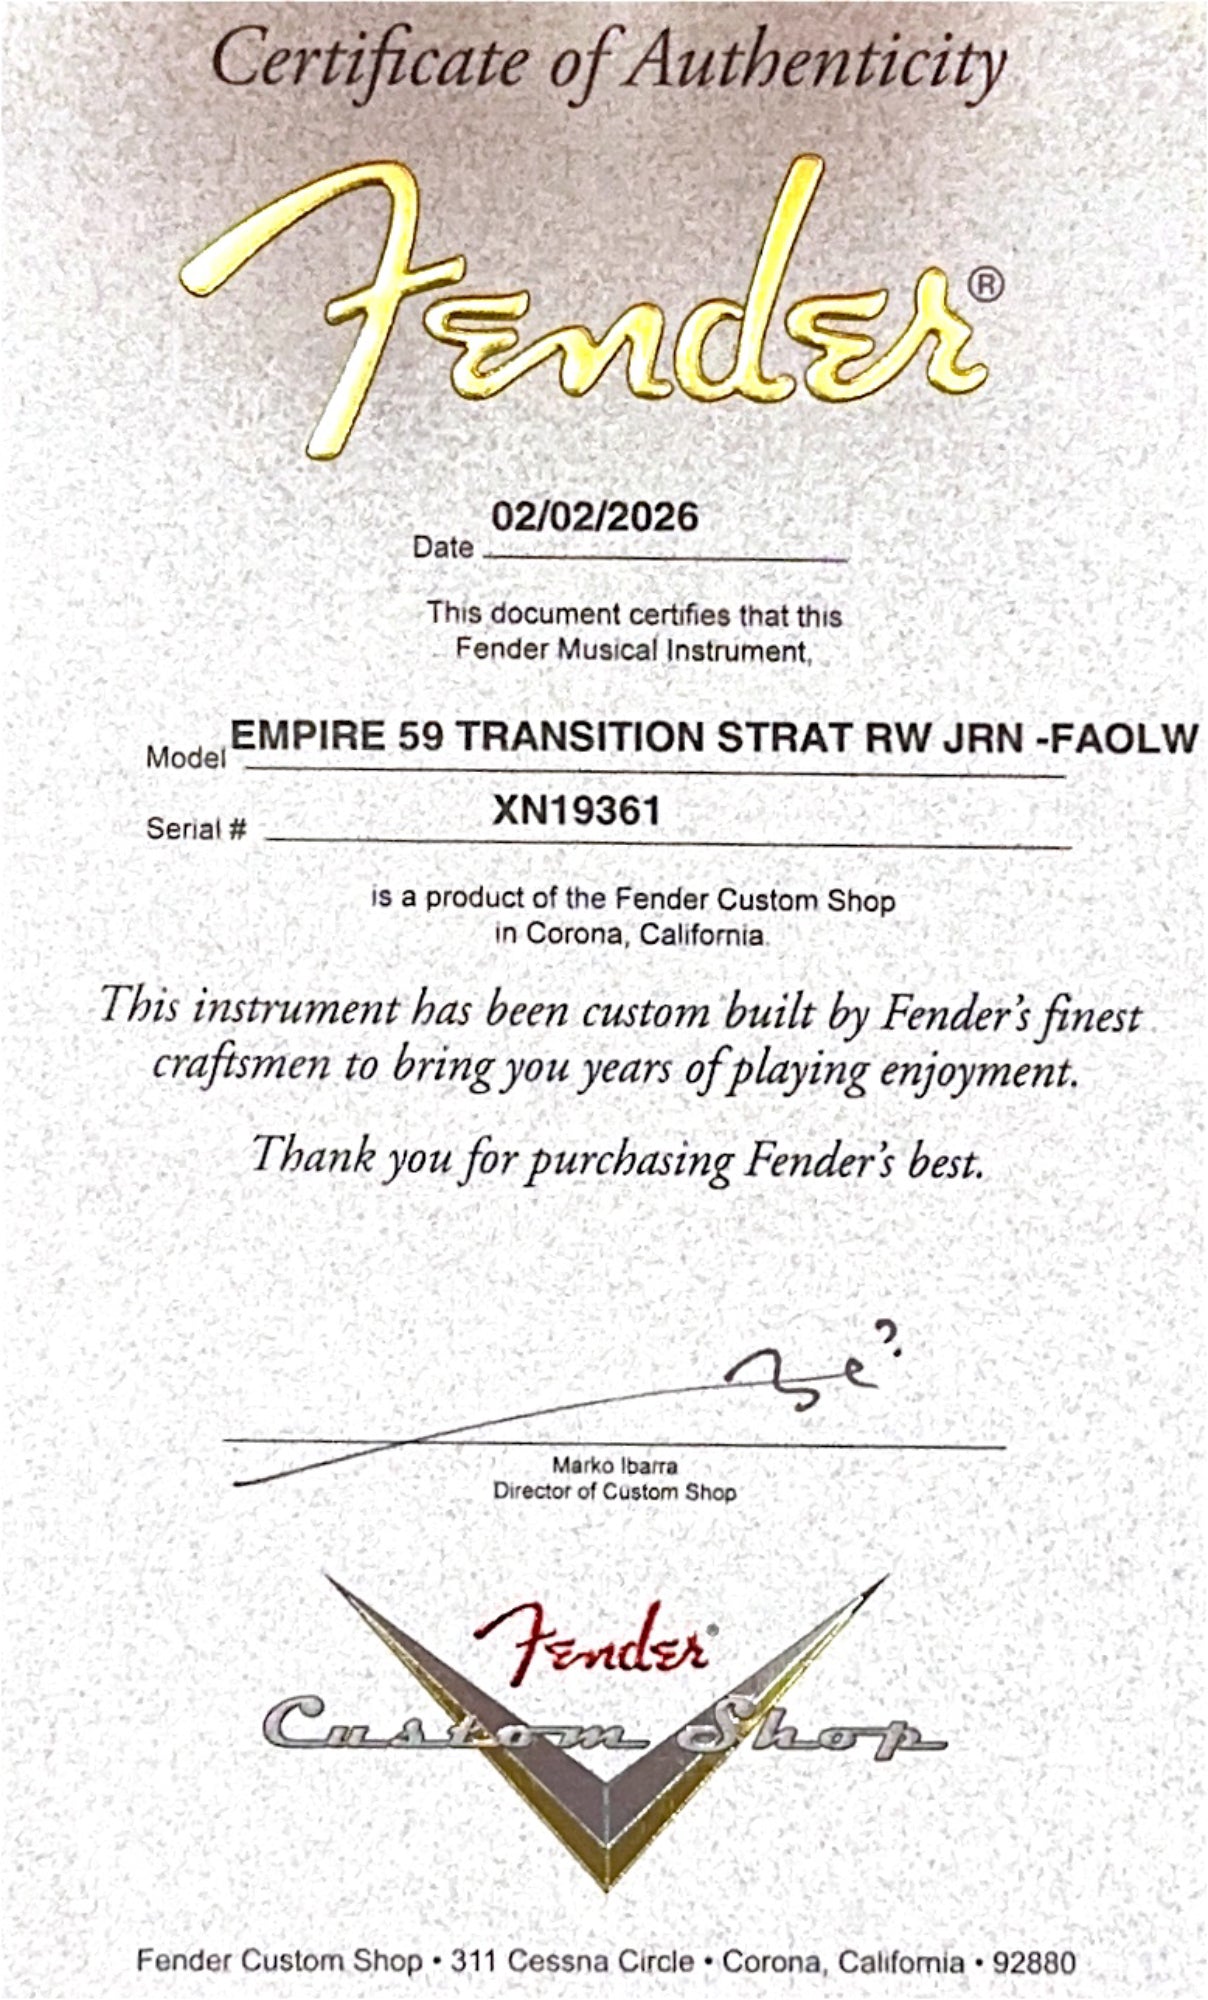 Certificate of Authenticity
Fender®
02/02/2026
Date
This document certifies that this
Fender Musical Instrument,
Model EMPIRE 59 TRANSITION STRAT RW JRN -FAOLW
Serial # XN19361
is a product of the Fender Custom Shop
in Corona, California.
This instrument has been custom built by Fender's finest
craftsmen to bring you years of playing enjoyment.
Thank you for purchasing Fender's best.
Marko Ibarra
Director of Custom Shop
Fender®
Custom Shop
Fender Custom Shop • 311 Cessna Circle • Corona, California • 92880